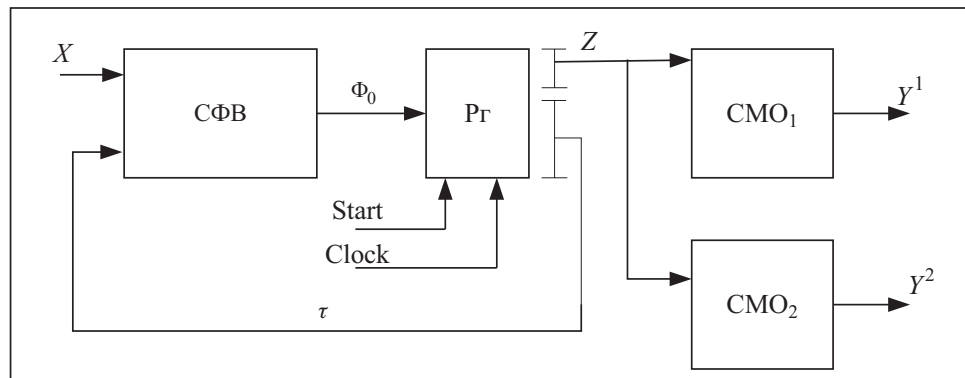 X
Z
Φ₀
СФВ
Рг
СМО₁
Y¹
Start
Clock
τ
СМО₂
Y²